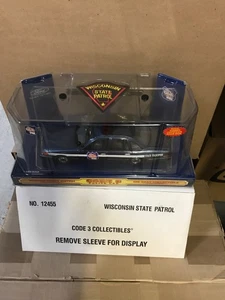 WISCONSIN
STATE
PATROL
NO. 12455
WISCONSIN STATE PATROL
CODE 3 COLLECTIBLES™
REMOVE SLEEVE FOR DISPLAY